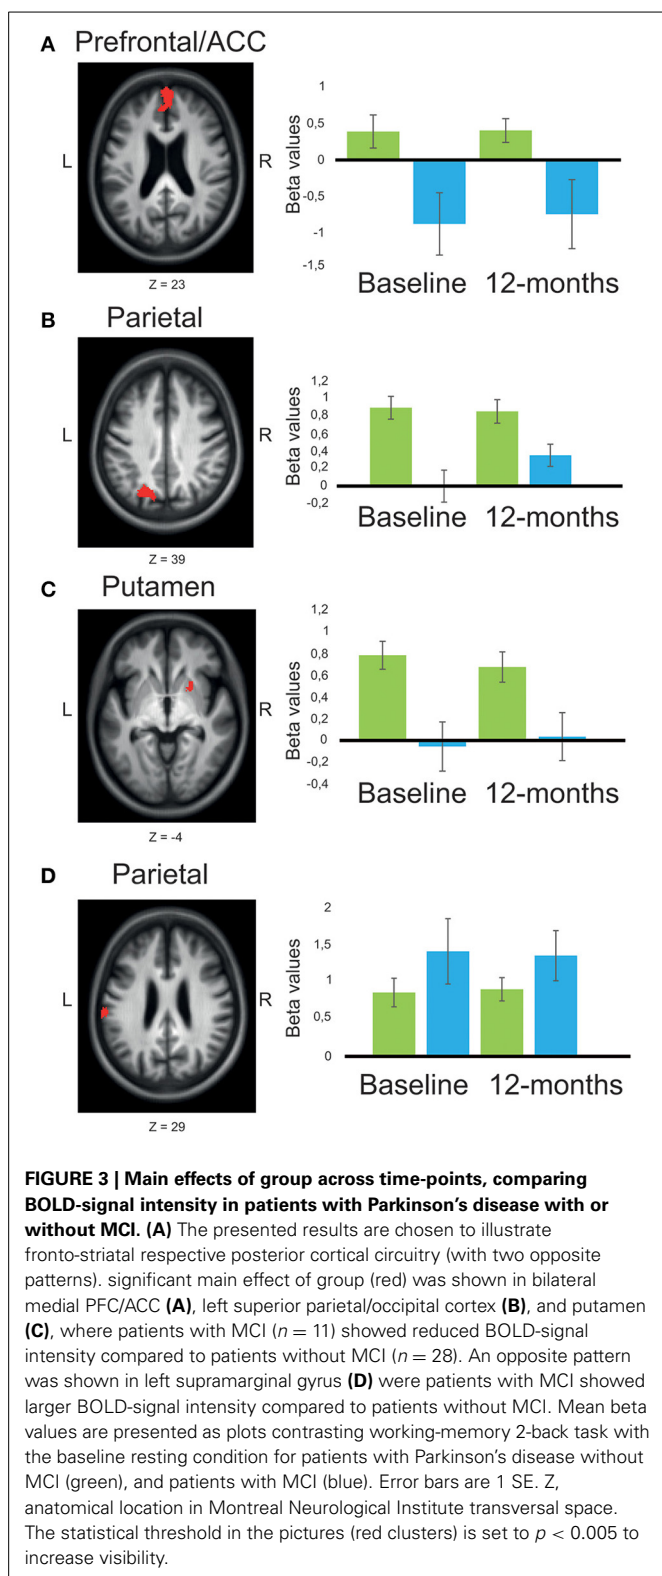 A Prefrontal/ACC
L
R
Z = 23
Beta values
1
0,5
0
-0,5
-1
-1,5
Baseline 12-months
B Parietal
L
R
Z = 39
Beta values
1,2
1
0,8
0,6
0,4
0,2
0
-0,2
Baseline 12-months
C Putamen
L
R
Z = -4
Beta values
1,2
1
0,8
0,6
0,4
0,2
0
-0,2
-0,4
Baseline 12-months
D Parietal
L
R
Z = 29
Beta values
2
1,5
1
0,5
0
Baseline 12-months
FIGURE 3 | Main effects of group across time-points, comparing
BOLD-signal intensity in patients with Parkinson's disease with or
without MCI. (A) The presented results are chosen to illustrate
fronto-striatal respective posterior cortical circuitry (with two opposite
patterns). significant main effect of group (red) was shown in bilateral
medial PFC/ACC (A), left superior parietal/occipital cortex (B), and putamen
(C), where patients with MCI (n = 11) showed reduced BOLD-signal
intensity compared to patients without MCI (n = 28). An opposite pattern
was shown in left supramarginal gyrus (D) were patients with MCI showed
larger BOLD-signal intensity compared to patients without MCI. Mean beta
values are presented as plots contrasting working-memory 2-back task with
the baseline resting condition for patients with Parkinson's disease without
MCI (green), and patients with MCI (blue). Error bars are 1 SE. Z,
anatomical location in Montreal Neurological Institute transversal space.
The statistical threshold in the pictures (red clusters) is set to p < 0.005 to
increase visibility.